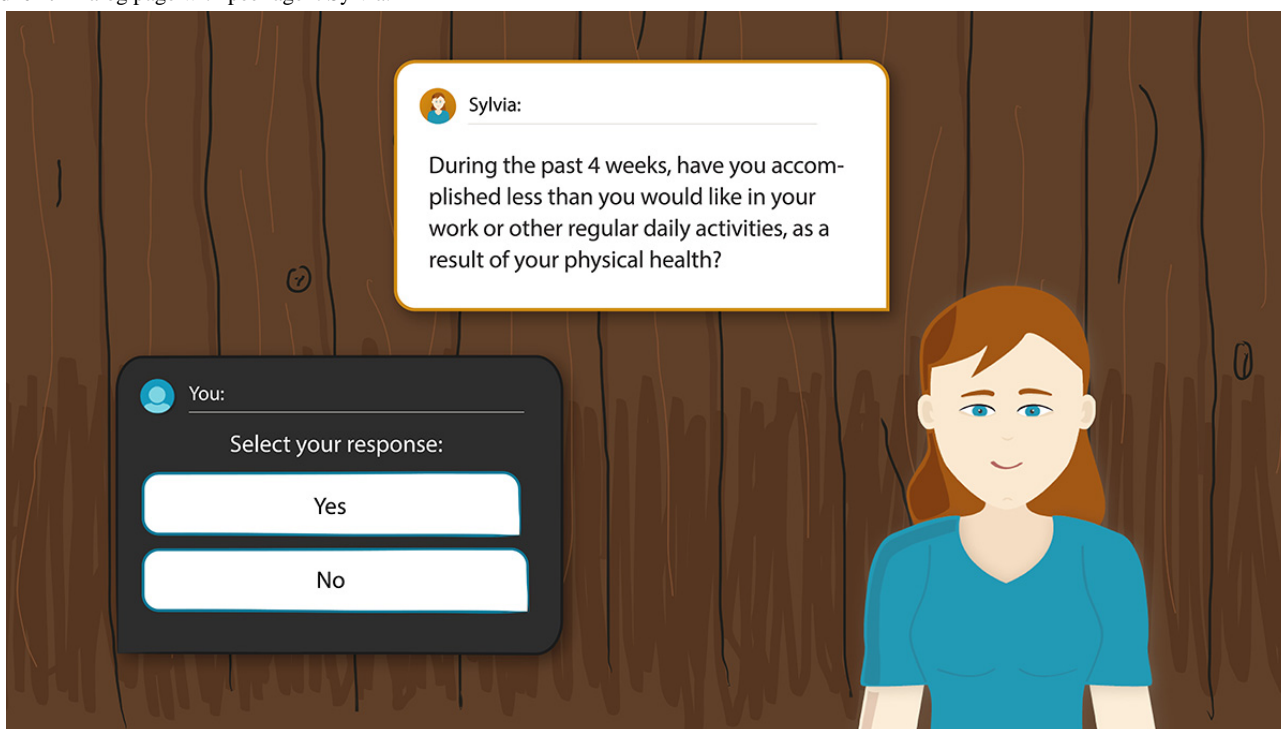 Sylvia:
During the past 4 weeks, have you accom-
plished less than you would like in your
work or other regular daily activities, as a
result of your physical health?
You:
Select your response:
Yes
No